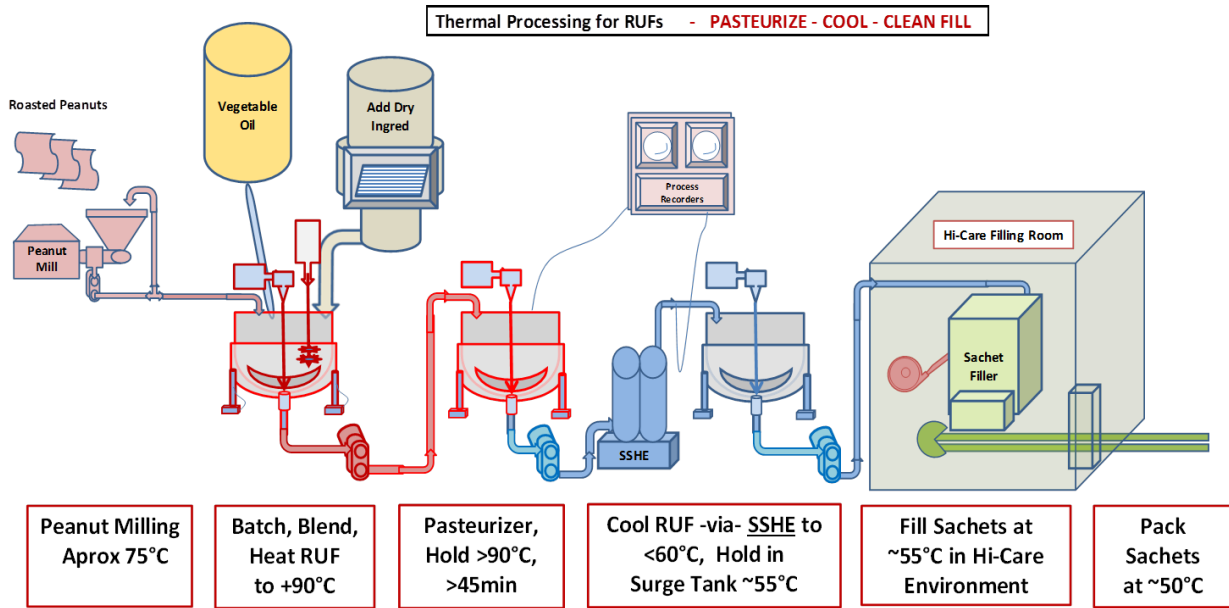 Thermal Processing for RUFs - PASTEURIZE - COOL - CLEAN FILL
Roasted Peanuts
Vegetable
Oil
Add Dry
Ingred
Process
Recorders
Peanut
Mill
Hi-Care Filling Room
Sachet
Filler
SSHE
Peanut Milling
Aprox 75°C
Batch, Blend,
Heat RUF
to +90°C
Pasteurizer,
Hold >90°C,
>45min
Cool RUF -via- SSHE to
<60°C, Hold in
Surge Tank ~55°C
Fill Sachets at
~55°C in Hi-Care
Environment
Pack
Sachets
at ~50°C